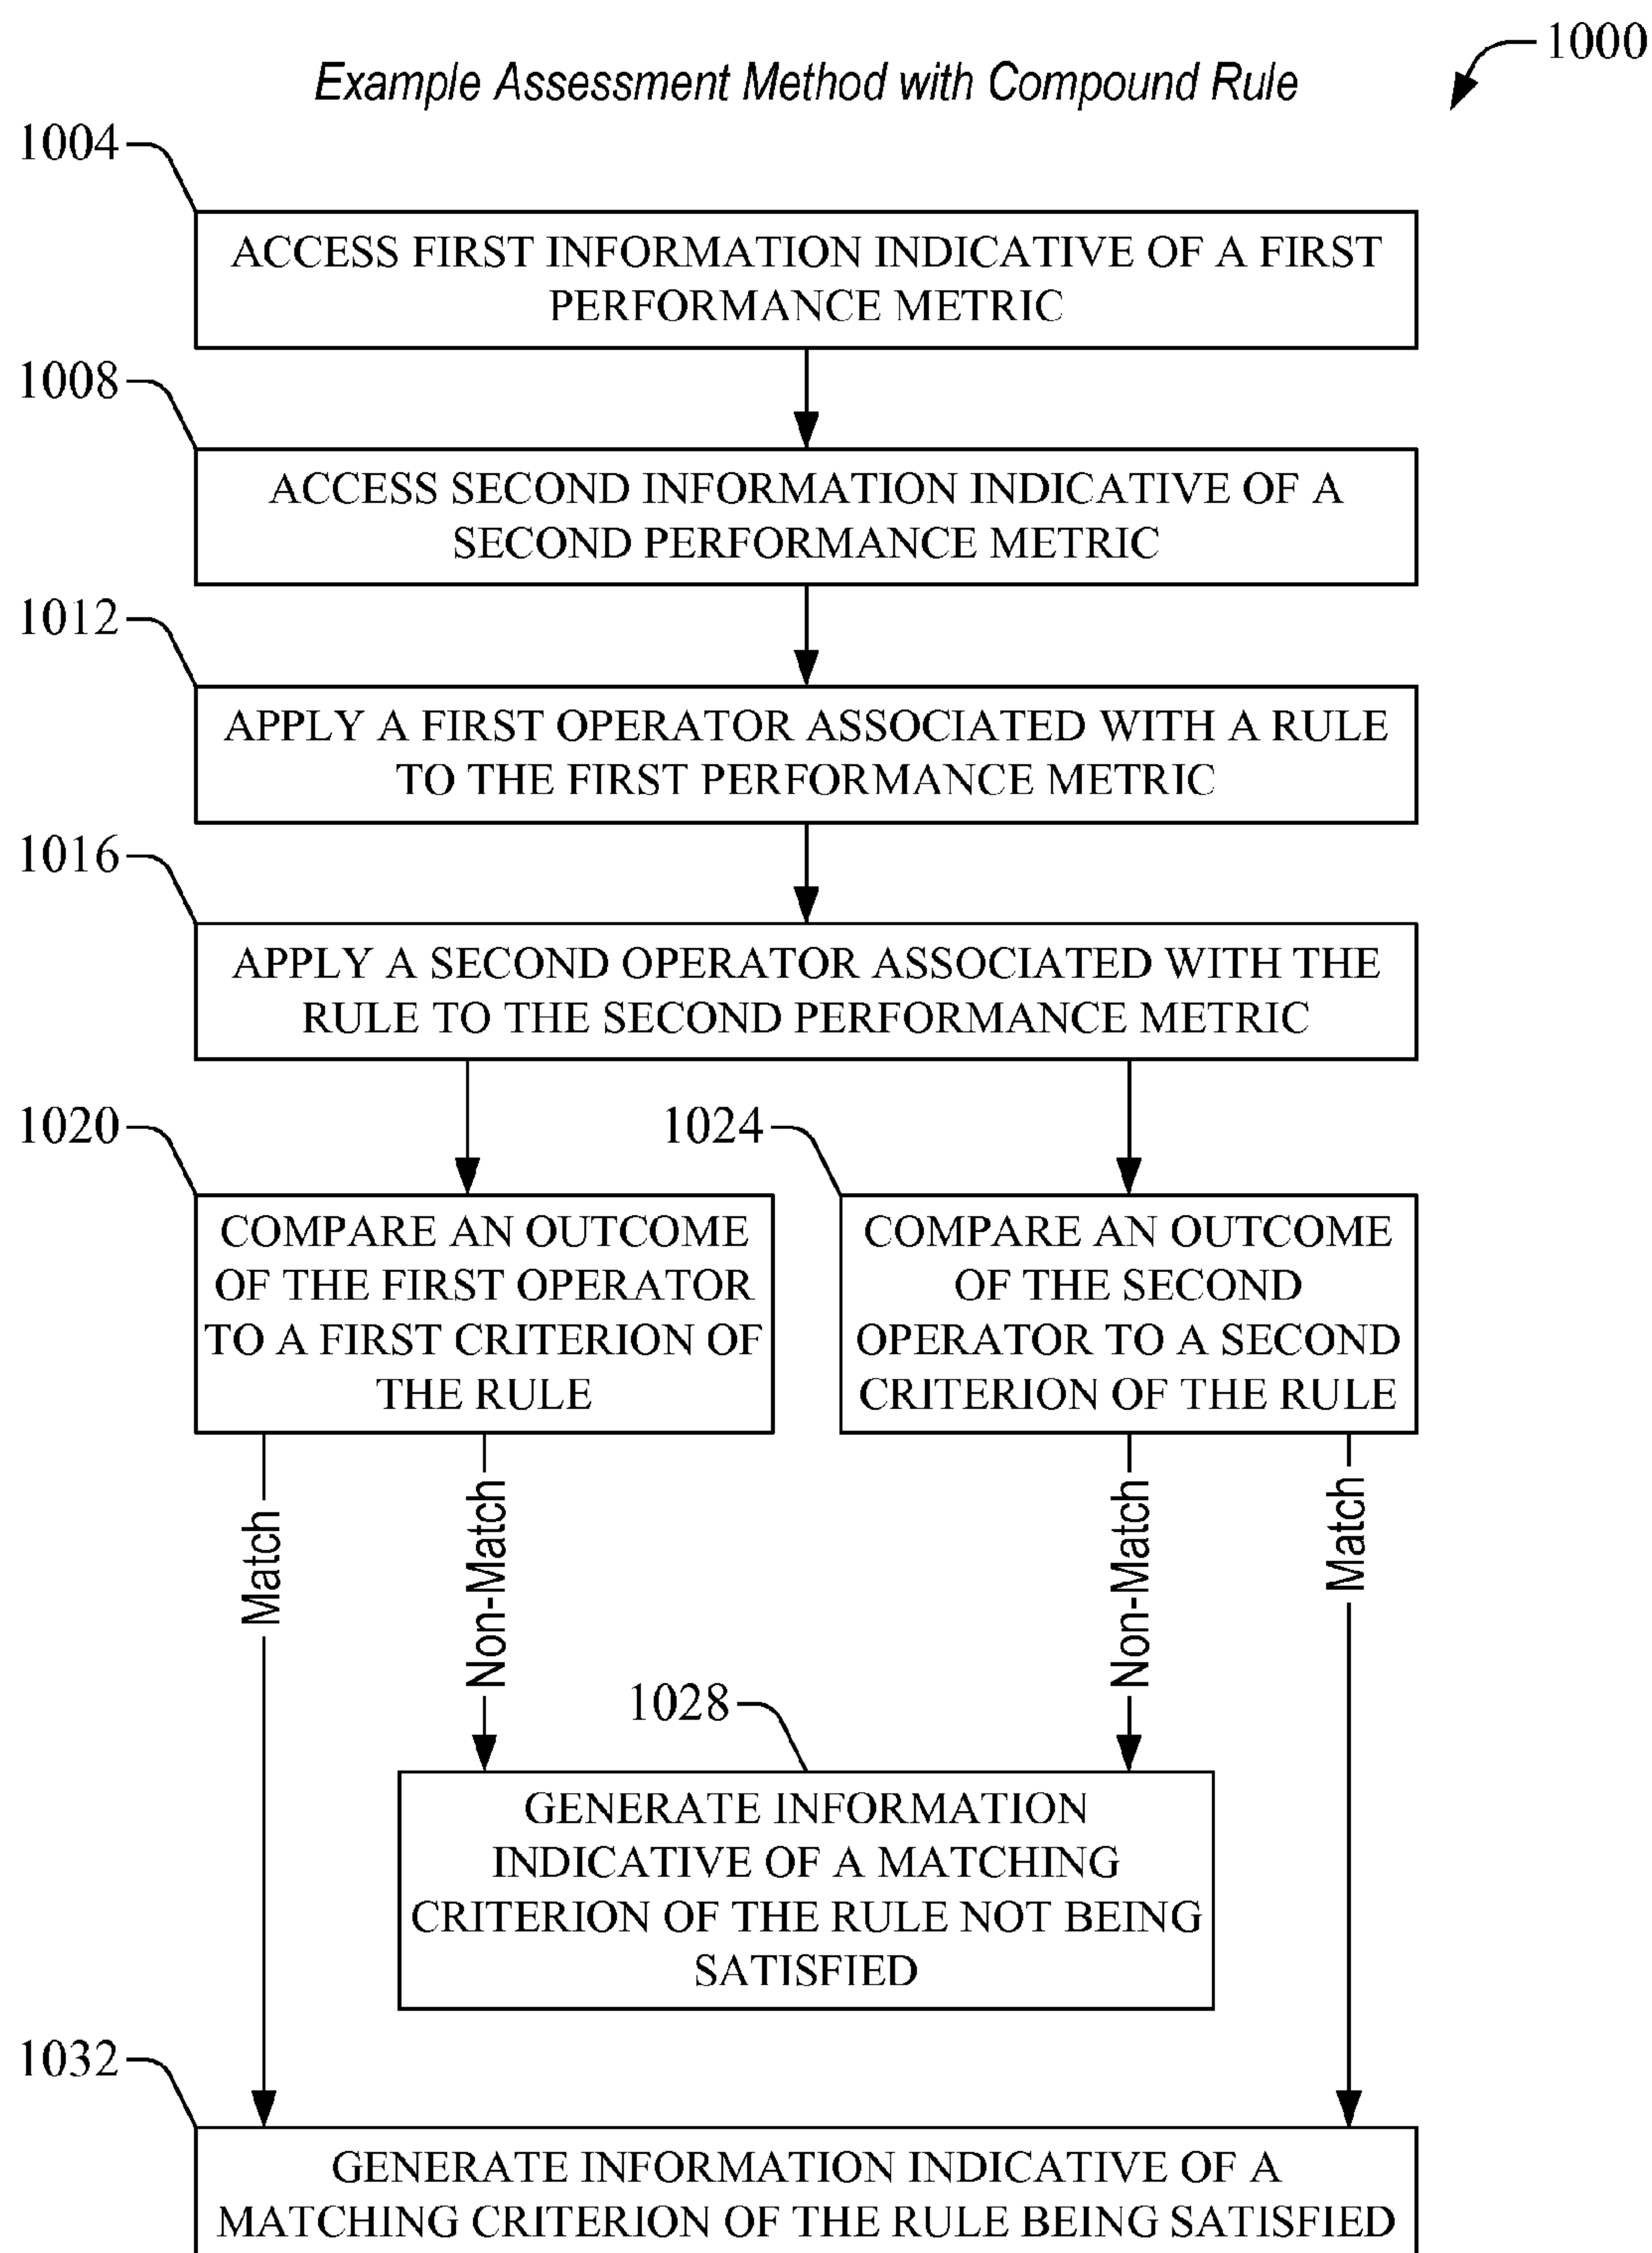 1000
Example Assessment Method with Compound Rule
1004
ACCESS FIRST INFORMATION INDICATIVE OF A FIRST
PERFORMANCE METRIC
1008
ACCESS SECOND INFORMATION INDICATIVE OF A
SECOND PERFORMANCE METRIC
1012
APPLY A FIRST OPERATOR ASSOCIATED WITH A RULE
TO THE FIRST PERFORMANCE METRIC
1016
APPLY A SECOND OPERATOR ASSOCIATED WITH THE
RULE TO THE SECOND PERFORMANCE METRIC
1020
COMPARE AN OUTCOME
OF THE FIRST OPERATOR
TO A FIRST CRITERION OF
THE RULE
1024
COMPARE AN OUTCOME
OF THE SECOND
OPERATOR TO A SECOND
CRITERION OF THE RULE
Match
Non-Match
Non-Match
Match
1028
GENERATE INFORMATION
INDICATIVE OF A MATCHING
CRITERION OF THE RULE NOT BEING
SATISFIED
1032
GENERATE INFORMATION INDICATIVE OF A
MATCHING CRITERION OF THE RULE BEING SATISFIED